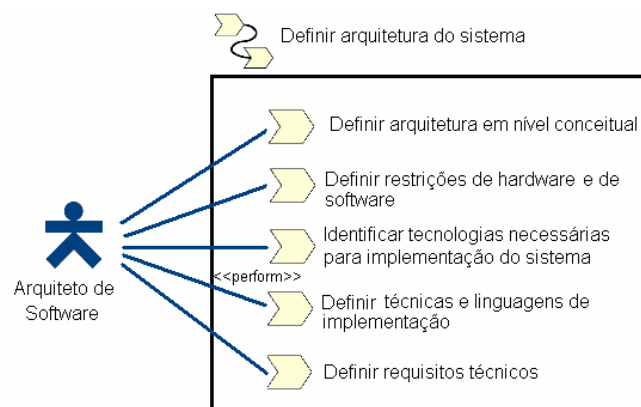 Definir arquitetura do sistema
Definir arquitetura em nível conceitual
Definir restrições de hardware e de
software
Identificar tecnologias necessárias
para implementação do sistema
<<perform>>
Arquiteto de
Software
Definir técnicas e linguagens de
implementação
Definir requisitos técnicos